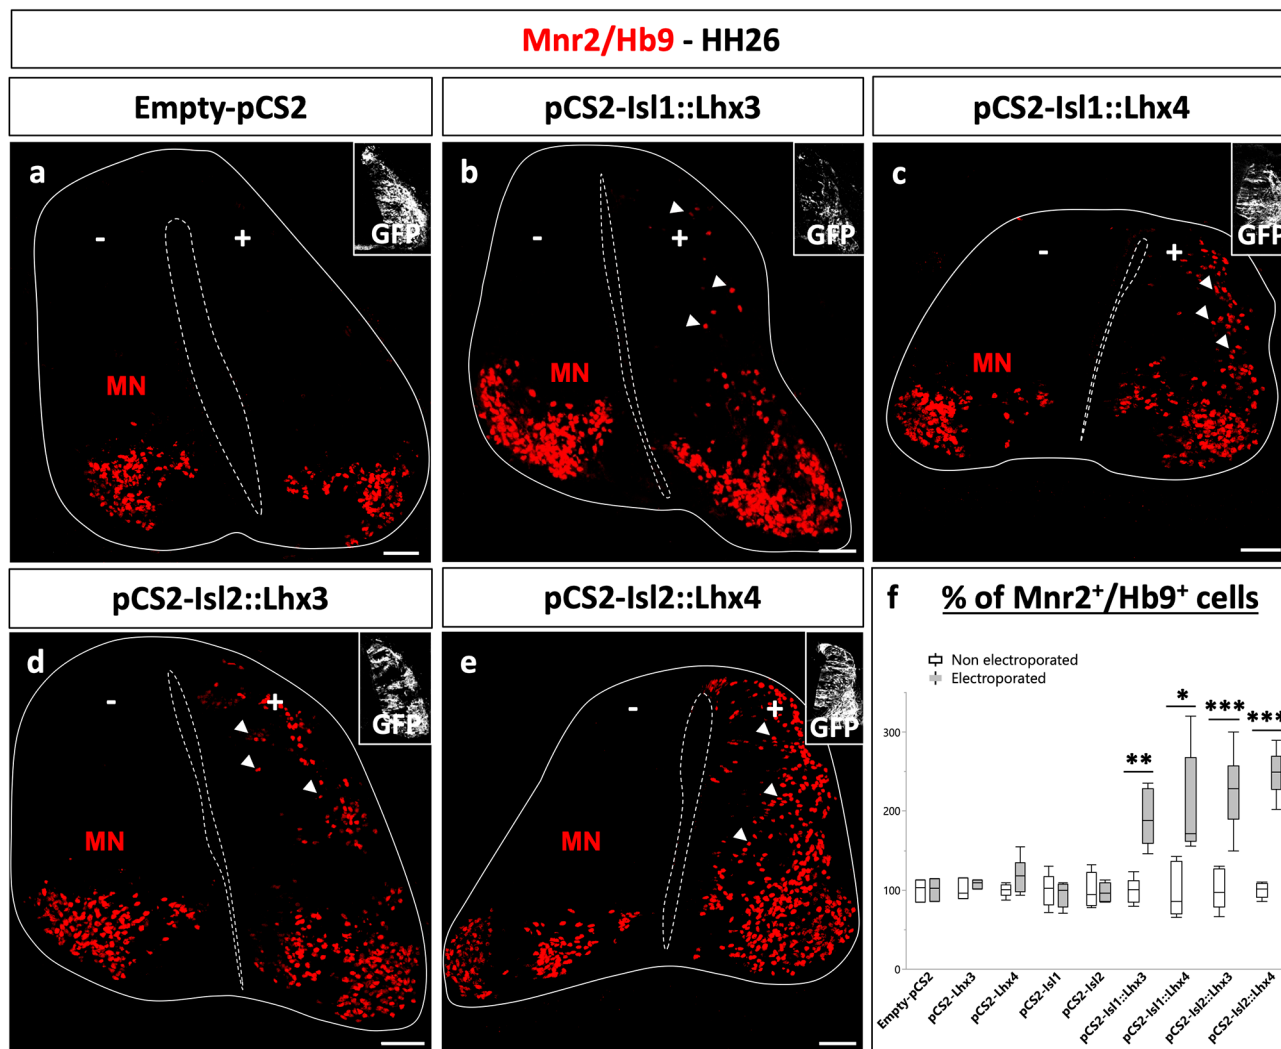 Mnr2/Hb9 - HH26
Empty-pCS2
pCS2-Isl1::Lhx3
pCS2-Isl1::Lhx4
a
-
+
GFP
MN
b
-
+
GFP
MN
c
-
+
GFP
MN
pCS2-Isl2::Lhx3
pCS2-Isl2::Lhx4
d
-
+
GFP
MN
e
-
+
GFP
MN
f % of Mnr2⁺/Hb9⁺ cells
Non electroporated
Electroporated
300
200
100
0
**
*
***
***
Empty-pCS2
pCS2-Lhx3
pCS2-Lhx4
pCS2-Isl1
pCS2-Isl2
pCS2-Isl1::Lhx3
pCS2-Isl1::Lhx4
pCS2-Isl2::Lhx3
pCS2-Isl2::Lhx4